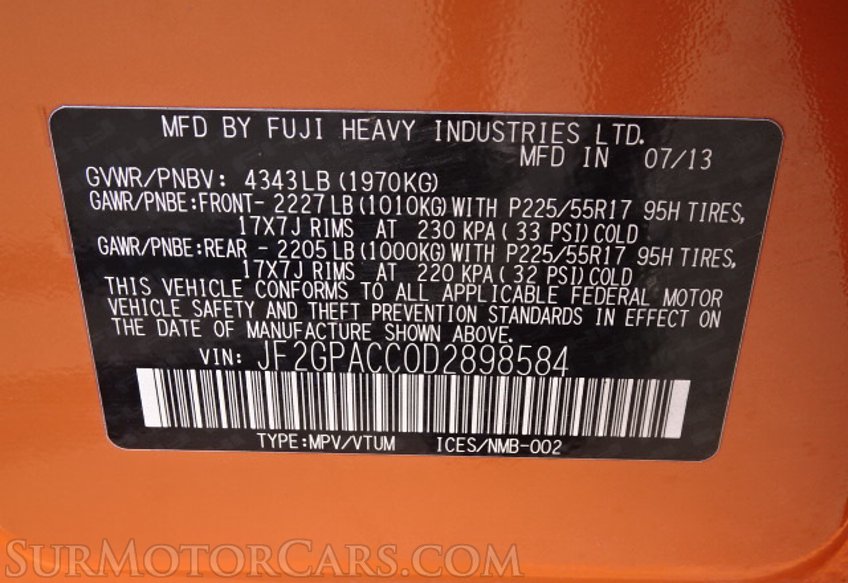 MFD BY FUJI HEAVY INDUSTRIES LTD.
MFD IN 07/13
GVWR/PNBV: 4343LB (1970KG)
GAWR/PNBE:FRONT- 2227 LB (1010KG) WITH P225/55R17 95H TIRES,
17X7J RIMS AT 230 KPA ( 33 PSI) COLD
GAWR/PNBE:REAR - 2205 LB (1000KG) WITH P225/55R17 95H TIRES,
17X7J RIMS AT 220 KPA ( 32 PSI) COLD
THIS VEHICLE CONFORMS TO ALL APPLICABLE FEDERAL MOTOR
VEHICLE SAFETY AND THEFT PREVENTION STANDARDS IN EFFECT ON
THE DATE OF MANUFACTURE SHOWN ABOVE.
VIN: JF2GPACC0D2898584
TYPE:MPV/VTUM ICES/NMB-002
SurMotorCars.com